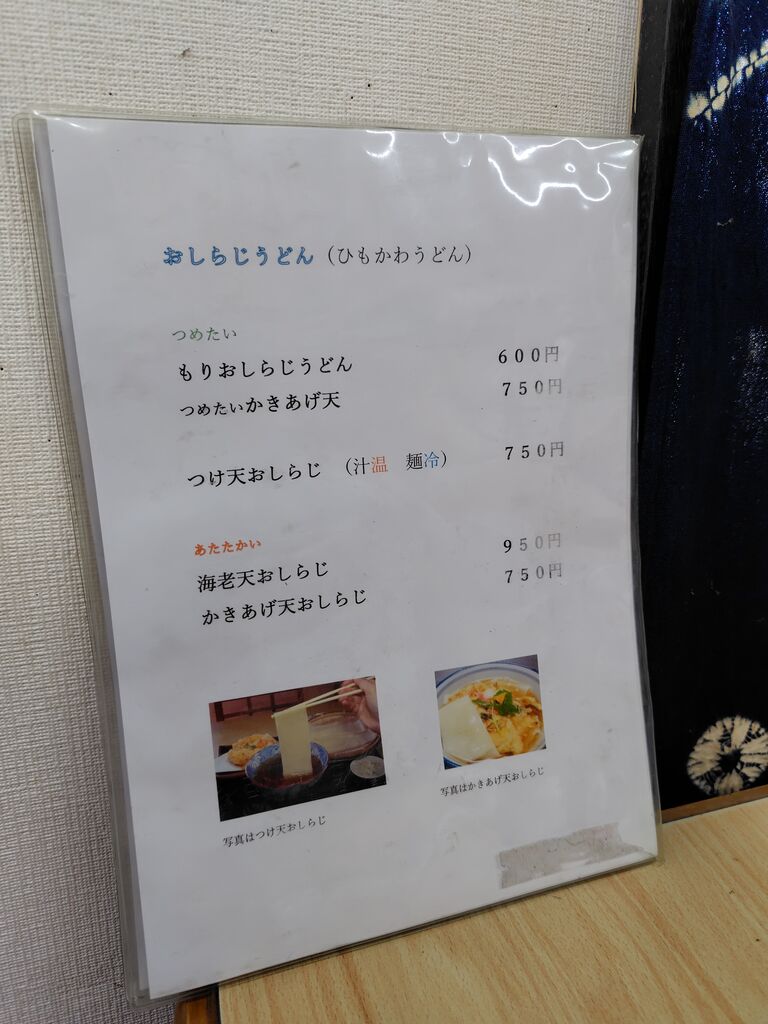 おしらじうどん（ひもかわうどん）
つめたい
もりおしらじうどん　６００円
つめたいかきあげ天　７５０円
つけ天おしらじ　（汁温　麺冷）　７５０円
あたたかい
海老天おしらじ　９５０円
かきあげ天おしらじ　７５０円
写真はつけ天おしらじ
写真はかきあげ天おしらじ